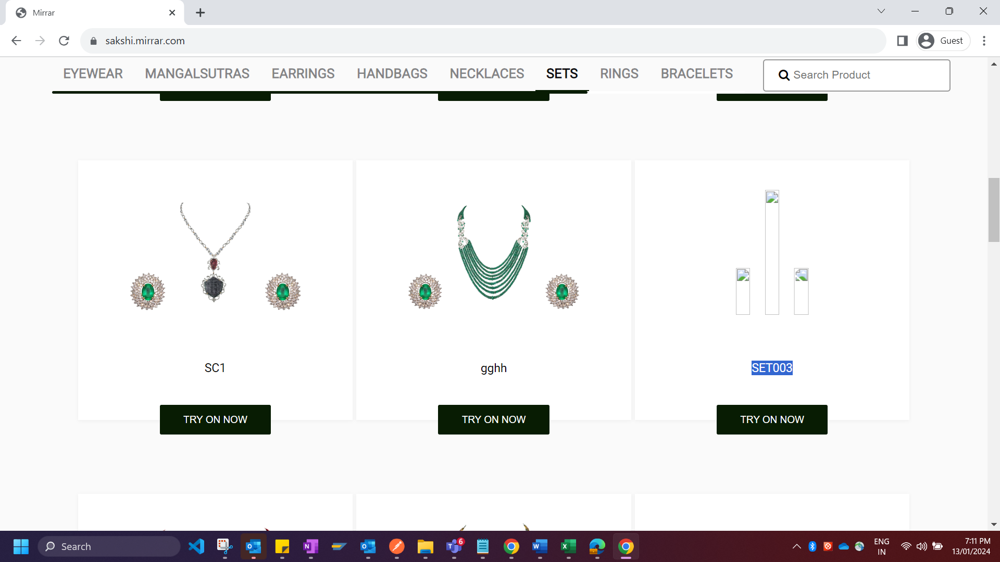 Mirrar
sakshi.mirrar.com
Guest
EYEWEAR MANGALSUTRAS EARRINGS HANDBAGS NECKLACES SETS RINGS BRACELETS Search Product
SC1 gghh SET003
TRY ON NOW TRY ON NOW TRY ON NOW
Search
6
ENG
IN
7:11 PM
13/01/2024